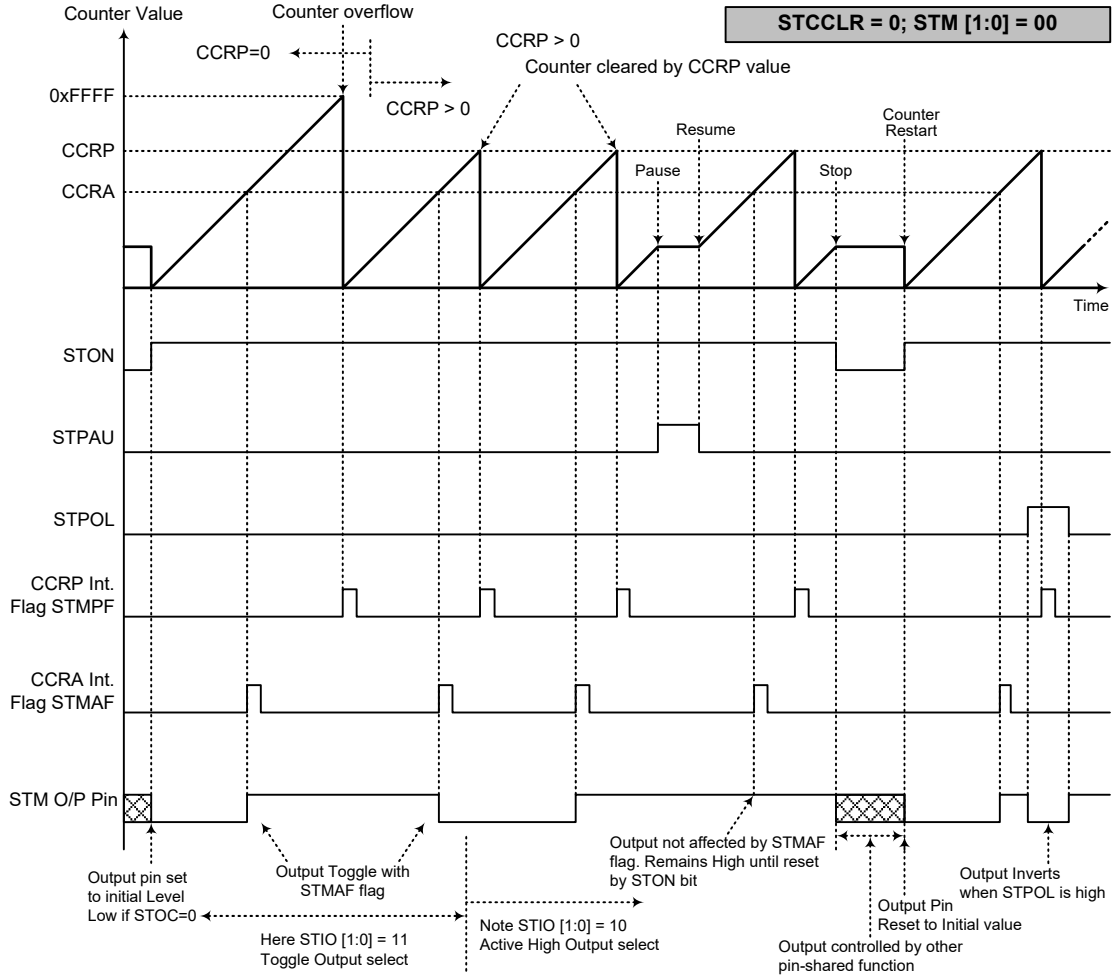 Counter Value
Counter overflow
STCCLR = 0; STM [1:0] = 00
CCRP=0
CCRP > 0
CCRP > 0
Counter cleared by CCRP value
0xFFFF
CCRP
CCRA
Pause
Resume
Stop
Counter
Restart
Time
STON
STPAU
STPOL
CCRP Int.
Flag STMPF
CCRA Int.
Flag STMAF
STM O/P Pin
Output pin set
to initial Level
Low if STOC=0
Output Toggle with
STMAF flag
Here STIO [1:0] = 11
Toggle Output select
Note STIO [1:0] = 10
Active High Output select
Output not affected by STMAF
flag. Remains High until reset
by STON bit
Output controlled by other
pin-shared function
Output Pin
Reset to Initial value
Output Inverts
when STPOL is high